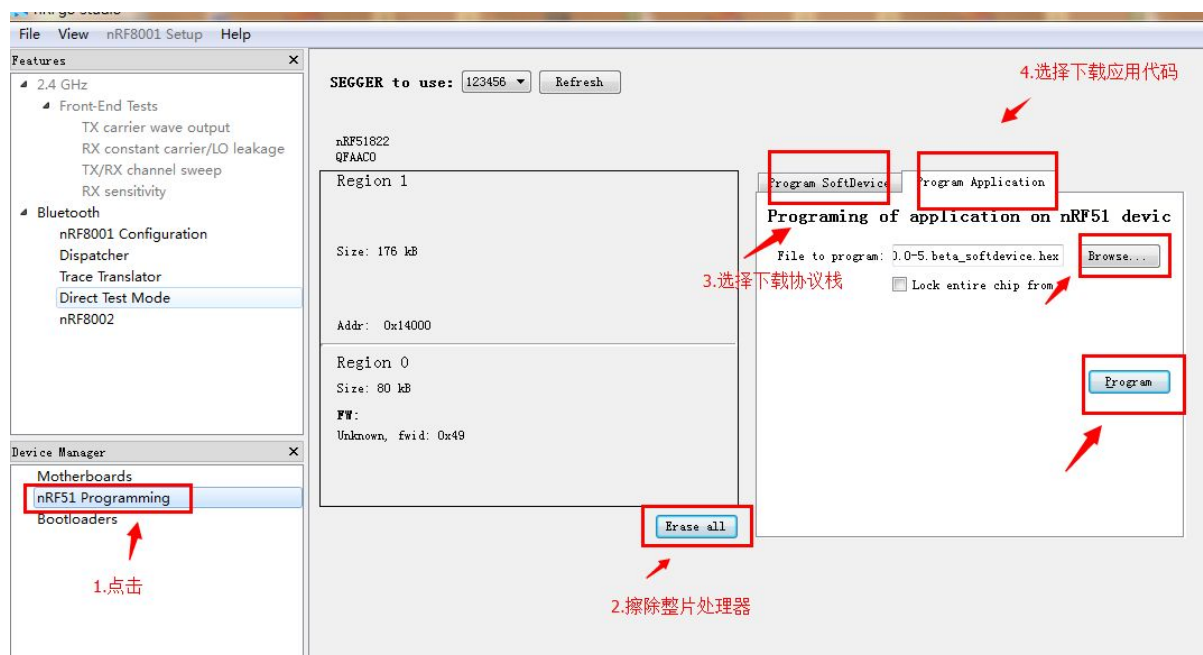 File View nRF8001 Setup Help
Features
2.4 GHz
Front-End Tests
TX carrier wave output
RX constant carrier/LO leakage
TX/RX channel sweep
RX sensitivity
Bluetooth
nRF8001 Configuration
Dispatcher
Trace Translator
Direct Test Mode
nRF8002
Device Manager
Motherboards
nRF51 Programming
Bootloaders
1.点击
SEGGER to use: 123456 Refresh
nRF51822
QFAACO
Region 1
Size: 176 kB
Addr: 0x14000
Region 0
Size: 80 kB
FW:
Unknown, fwid: 0x49
Erase all
2.擦除整片处理器
4.选择下载应用代码
Program SoftDevice Program Application
Programing of application on nRF51 devic
File to program: 0.0-5.beta_softdevice.hex Browse...
3.选择下载协议栈
Lock entire chip from
Program